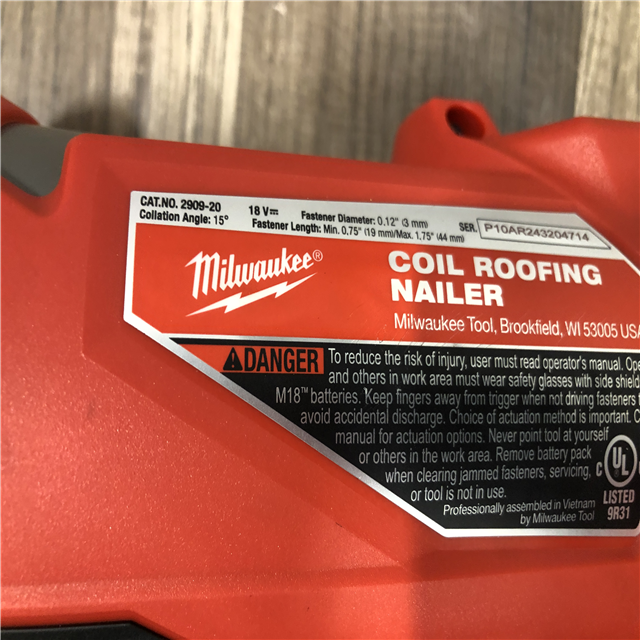 CAT.NO. 2909-20 18 V⎓ Fastener Diameter: 0.12" (3 mm) SER. P10AR243204714
Collation Angle: 15° Fastener Length: Min. 0.75" (19 mm)/Max. 1.75" (44 mm)
Milwaukee®
COIL ROOFING
NAILER
Milwaukee Tool, Brookfield, WI 53005 USA
DANGER To reduce the risk of injury, user must read operator's manual. Ope
and others in work area must wear safety glasses with side shield
M18™ batteries. Keep fingers away from trigger when not driving fasteners t
avoid accidental discharge. Choice of actuation method is important. C
manual for actuation options. Never point tool at yourself
or others in the work area. Remove battery pack
when clearing jammed fasteners, servicing,
or tool is not in use.
Professionally assembled in Vietnam
by Milwaukee Tool
C UL
LISTED
9R31